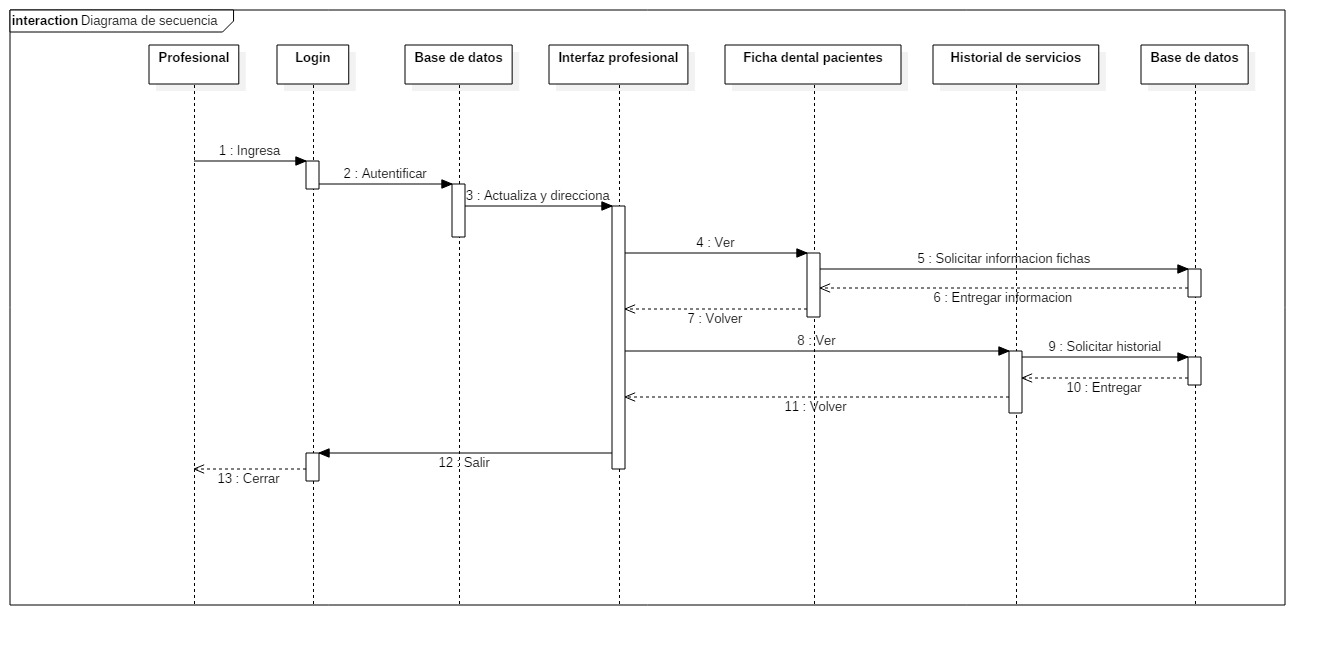 interaction Diagrama de secuencia
Profesional
Login
Base de datos
Interfaz profesional
Ficha dental pacientes
Historial de servicios
Base de datos
1 : Ingresa
2 : Autentificar
3 : Actualiza y direcciona
4 : Ver
5 : Solicitar informacion fichas
6 : Entregar informacion
7 : Volver
8 : Ver
9 : Solicitar historial
10 : Entregar
11 : Volver
12 : Salir
13 : Cerrar